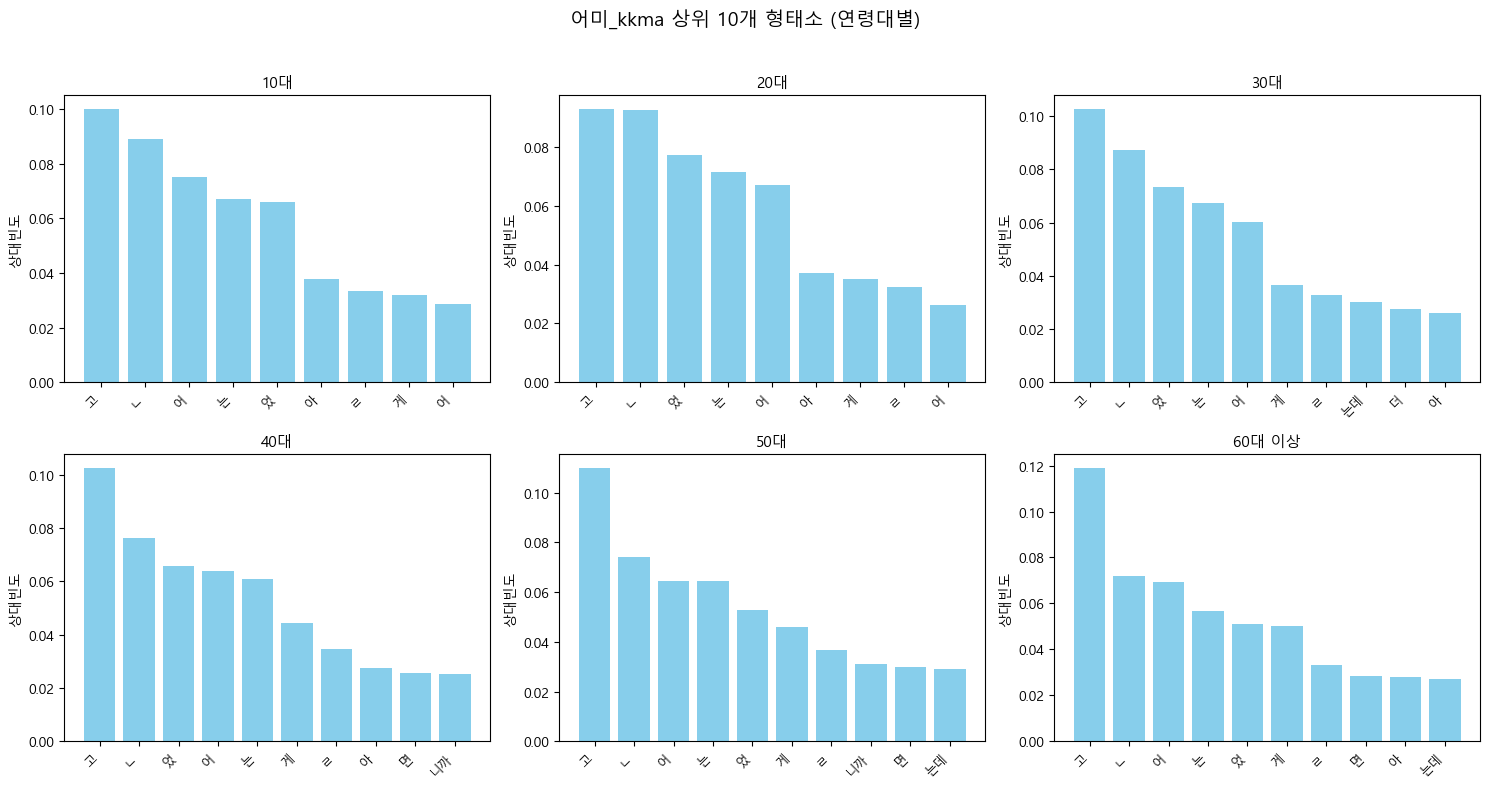 어미_kkma 상위 10개 형태소 (연령대별)
10대
상대빈도
0.10
0.08
0.06
0.04
0.02
0.00
고 ㄴ 어 는 었 아 ㄹ 게 어
20대
상대빈도
0.08
0.06
0.04
0.02
0.00
고 ㄴ 었 는 어 아 게 ㄹ 어
30대
상대빈도
0.10
0.08
0.06
0.04
0.02
0.00
고 ㄴ 었 는 어 게 ㄹ 는데 더 아
40대
상대빈도
0.10
0.08
0.06
0.04
0.02
0.00
고 ㄴ 었 어 는 게 ㄹ 아 면 니까
50대
상대빈도
0.10
0.08
0.06
0.04
0.02
0.00
고 ㄴ 어 는 었 게 ㄹ 니까 면 는데
60대 이상
상대빈도
0.12
0.10
0.08
0.06
0.04
0.02
0.00
고 ㄴ 어 는 었 게 ㄹ 면 아 는데